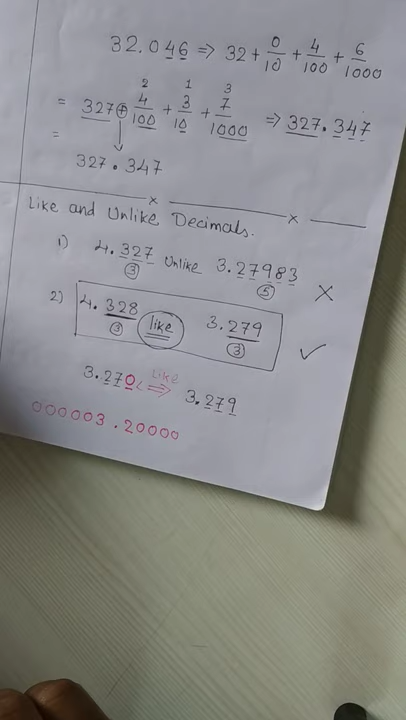 32.046 ⇒ 32 + 0/10 + 4/100 + 6/1000
2 1 3
= 327 + 4/100 + 3/10 + 7/1000 ⇒ 327.347
=
327.347
x x
Like and Unlike Decimals.
1) 4.327 Unlike 3.27983 X
3 5
2) 4.328 like 3.279 ✓
3 3
Like
3.270 ⇒ 3.279
000003.20000